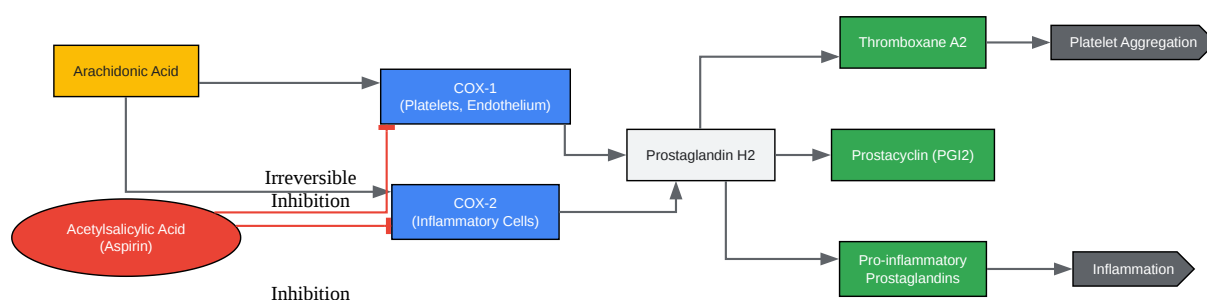 Arachidonic Acid
COX-1
(Platelets, Endothelium)
Thromboxane A2
Platelet Aggregation
Prostaglandin H2
Prostacyclin (PGI2)
Irreversible
Inhibition
COX-2
(Inflammatory Cells)
Acetylsalicylic Acid
(Aspirin)
Pro-inflammatory
Prostaglandins
Inflammation
Inhibition